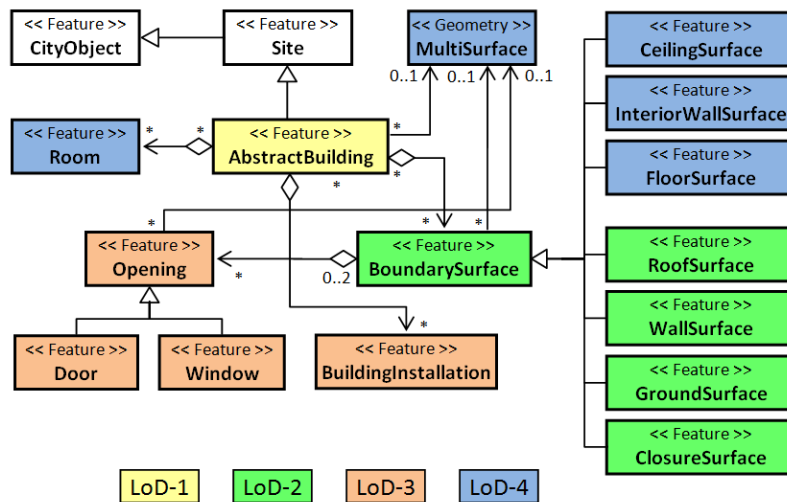 << Feature >>
CityObject
<< Feature >>
Site
<< Geometry >>
MultiSurface
<< Feature >>
CeilingSurface
0..1
0..1
0..1
<< Feature >>
InteriorWallSurface
<< Feature >>
Room
*
*
<< Feature >>
AbstractBuilding
*
*
*
<< Feature >>
FloorSurface
*
*
*
<< Feature >>
Opening
*
0..2
<< Feature >>
BoundarySurface
<< Feature >>
RoofSurface
<< Feature >>
WallSurface
*
<< Feature >>
Door
<< Feature >>
Window
<< Feature >>
BuildingInstallation
<< Feature >>
GroundSurface
<< Feature >>
ClosureSurface
LoD-1
LoD-2
LoD-3
LoD-4